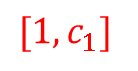 [1, c₁]